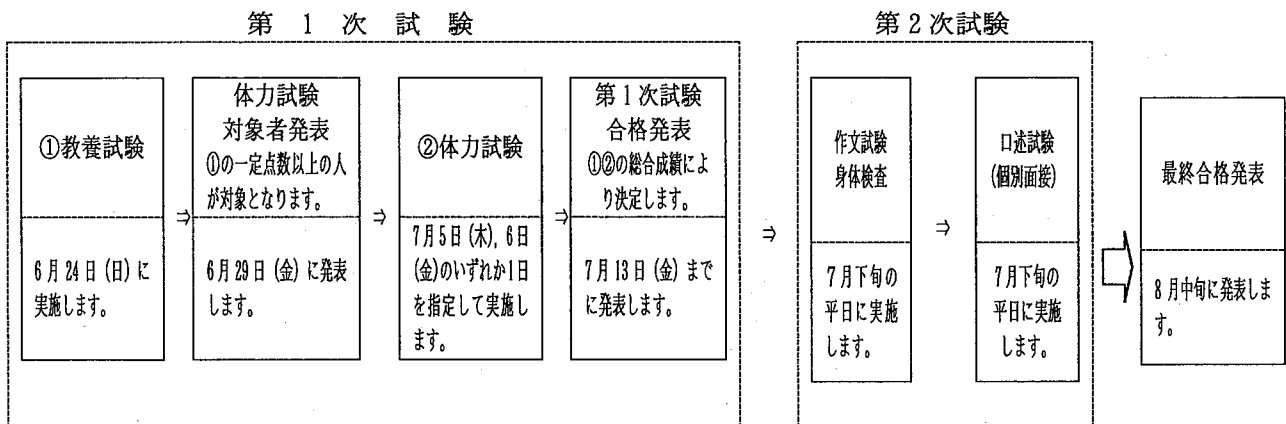 第１次試験
①教養試験
6月24日(日)に
実施します。
⇒
体力試験
対象者発表
①の一定点数以上の人
が対象となります。
6月29日(金)に発表
します。
⇒
②体力試験
7月5日(木),6日
(金)のいずれか1日
を指定して実施し
ます。
⇒
第1次試験
合格発表
①②の総合成績によ
り決定します。
7月13日(金)まで
に発表します。
⇒
第2次試験
作文試験
身体検査
7月下旬の
平日に実施
します。
⇒
口述試験
(個別面接)
7月下旬の
平日に実施
します。
最終合格発表
8月中旬に発表しま
す。